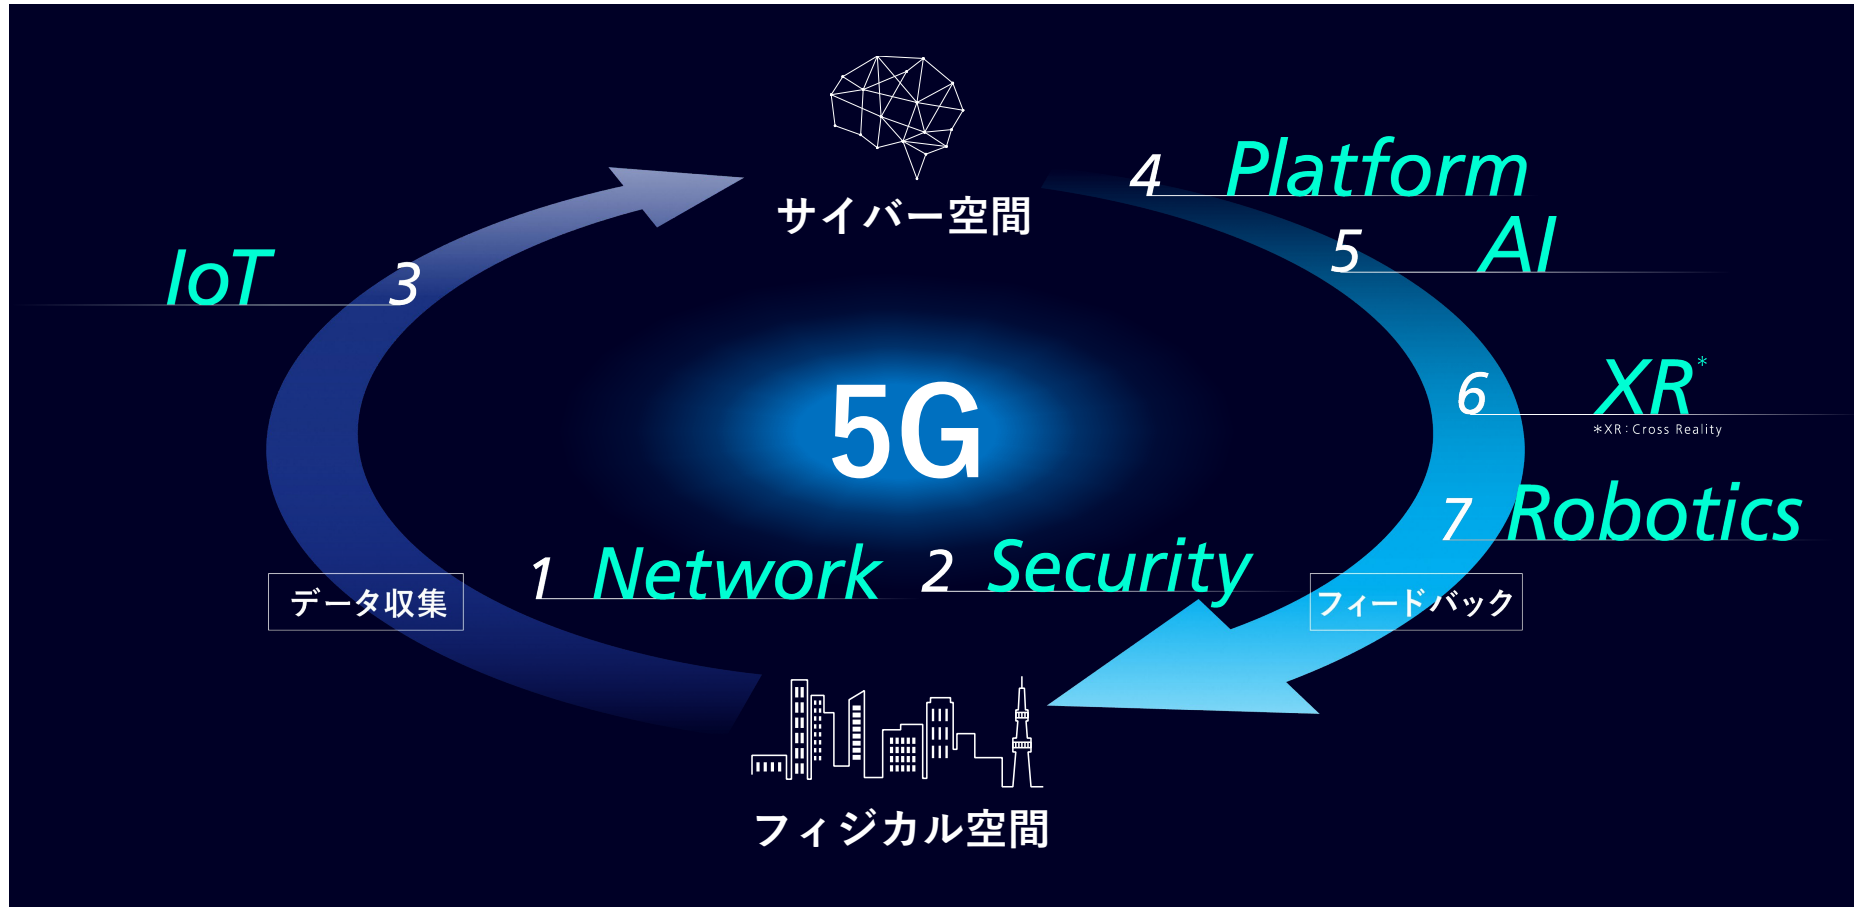 サイバー空間
4 Platform
5 AI
IoT 3
6 XR*
*XR:Cross Reality
5G
7 Robotics
1 Network
2 Security
データ収集
フィードバック
フィジカル空間